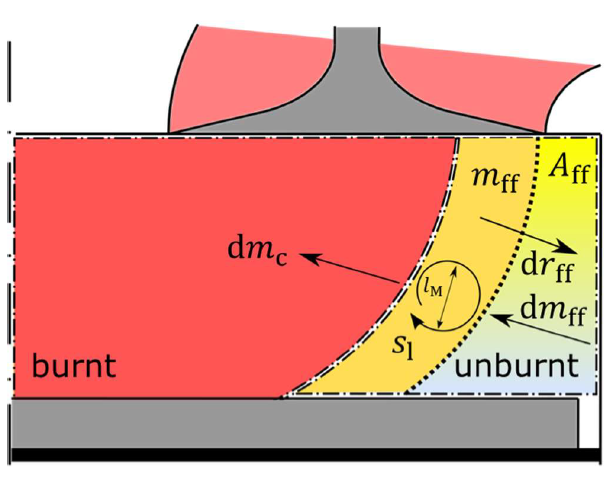 m_ff
A_ff
dm_c
dr_ff
l_M
dm_ff
s_l
burnt
unburnt